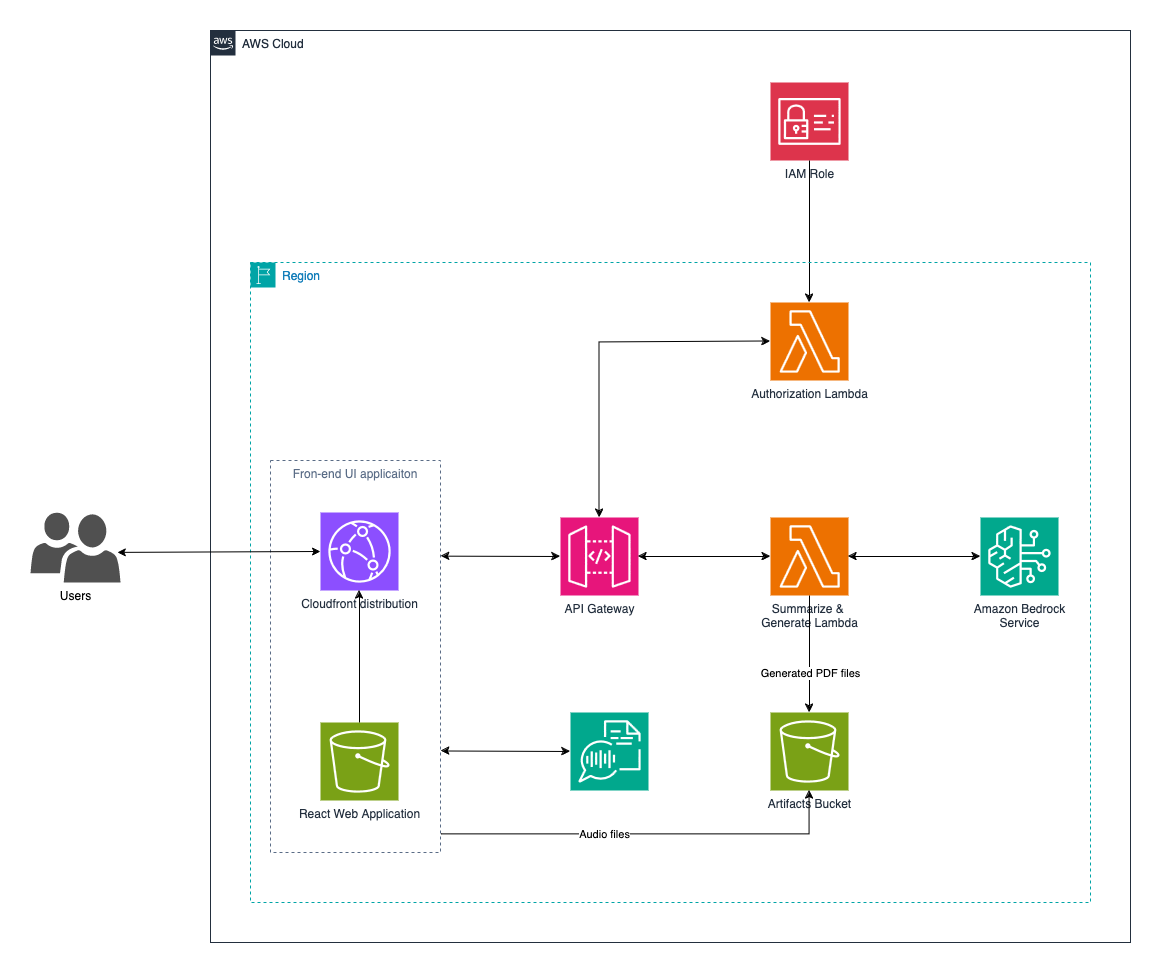 aws
AWS Cloud
IAM Role
Region
Authorization Lambda
Fron-end UI applicaiton
Users
Cloudfront distribution
API Gateway
Summarize &
Generate Lambda
Amazon Bedrock
Service
Generated PDF files
React Web Application
Artifacts Bucket
Audio files